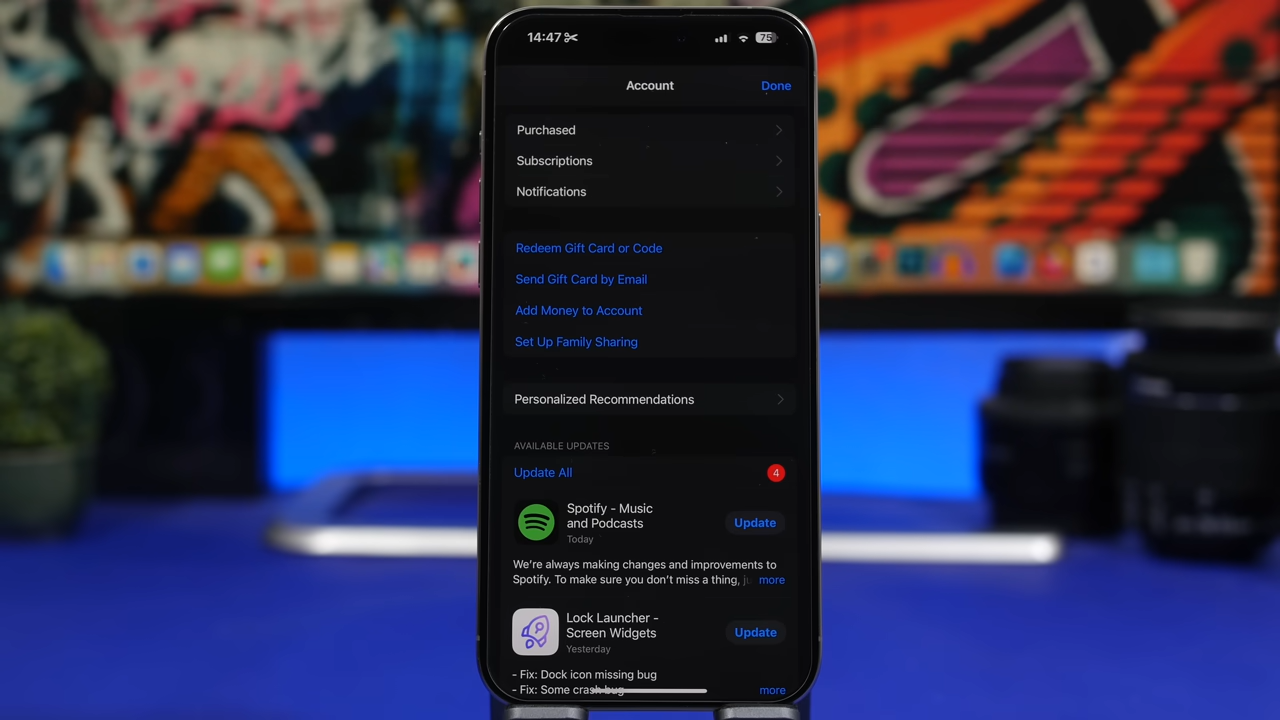 14:47
75
Account
Done
Purchased
Subscriptions
Notifications
Redeem Gift Card or Code
Send Gift Card by Email
Add Money to Account
Set Up Family Sharing
Personalized Recommendations
AVAILABLE UPDATES
Update All
4
Spotify - Music
and Podcasts
Today
Update
We're always making changes and improvements to
Spotify. To make sure you don't miss a thing,
more
Lock Launcher -
Screen Widgets
Yesterday
Update
- Fix: Dock icon missing bug
- Fix: Some crash bug
more